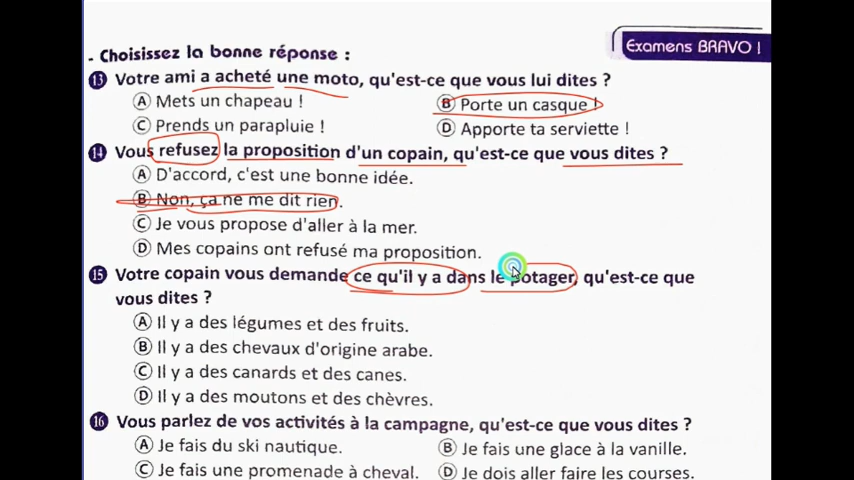 Examens BRAVO !
- Choisissez la bonne réponse :
13 Votre ami a acheté une moto, qu'est-ce que vous lui dites ?
A Mets un chapeau !
B Porte un casque !
C Prends un parapluie !
D Apporte ta serviette !
14 Vous refusez la proposition d'un copain, qu'est-ce que vous dites ?
A D'accord, c'est une bonne idée.
B Non, ça ne me dit rien.
C Je vous propose d'aller à la mer.
D Mes copains ont refusé ma proposition.
15 Votre copain vous demande ce qu'il y a dans le potager, qu'est-ce que
vous dites ?
A Il y a des légumes et des fruits.
B Il y a des chevaux d'origine arabe.
C Il y a des canards et des canes.
D Il y a des moutons et des chèvres.
16 Vous parlez de vos activités à la campagne, qu'est-ce que vous dites ?
A Je fais du ski nautique.
B Je fais une glace à la vanille.
C Je fais une promenade à cheval.
D Je dois aller faire les courses.